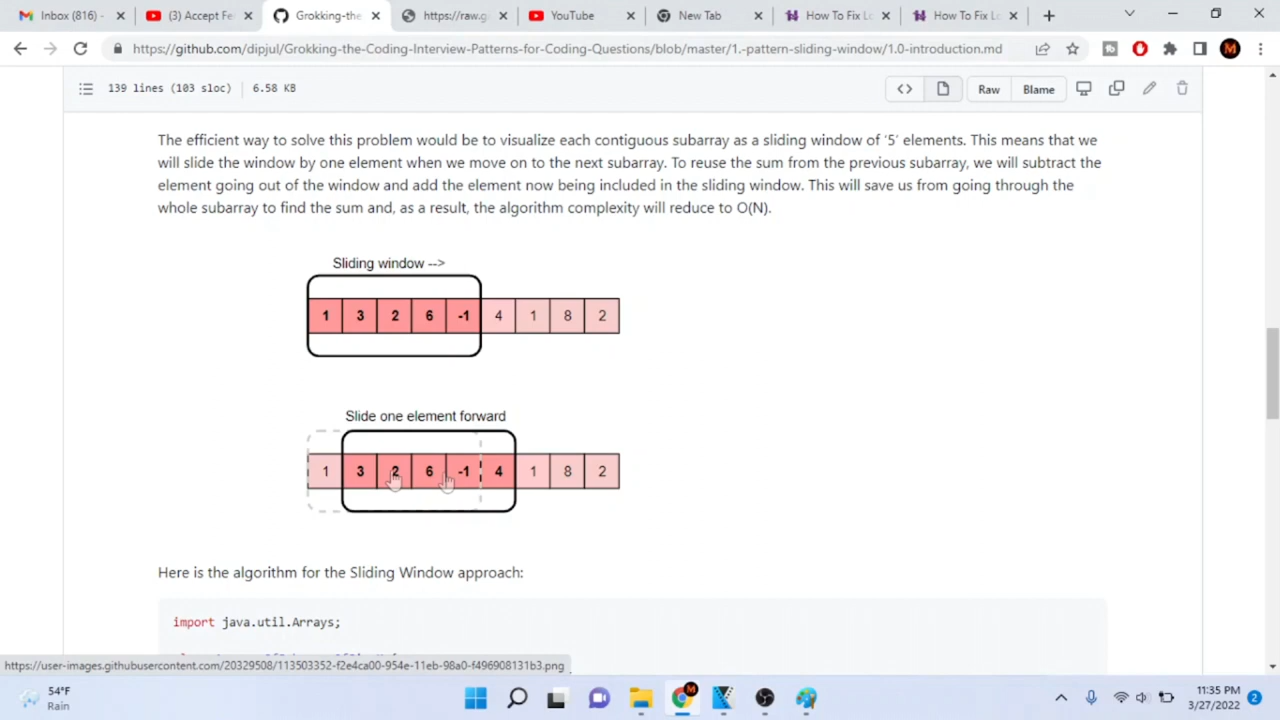 Inbox (816) -
(3) Accept Fe
Grokking-the
https://raw.g
YouTube
New Tab
How To Fix Lo
How To Fix Lo
https://github.com/dipjul/Grokking-the-Coding-Interview-Patterns-for-Coding-Questions/blob/master/1.-pattern-sliding-window/1.0-introduction.md
M
139 lines (103 sloc) 6.58 KB
Raw Blame
The efficient way to solve this problem would be to visualize each contiguous subarray as a sliding window of ‘5’ elements. This means that we
will slide the window by one element when we move on to the next subarray. To reuse the sum from the previous subarray, we will subtract the
element going out of the window and add the element now being included in the sliding window. This will save us from going through the
whole subarray to find the sum and, as a result, the algorithm complexity will reduce to O(N).
Sliding window -->
1 3 2 6 -1 4 1 8 2
Slide one element forward
1 3 2 6 -1 4 1 8 2
Here is the algorithm for the Sliding Window approach:
import java.util.Arrays;
https://user-images.githubusercontent.com/20329508/113503352-f2e4ca00-954e-11eb-98a0-f496908131b3.png
54°F
Rain
M
11:35 PM
3/27/2022
2